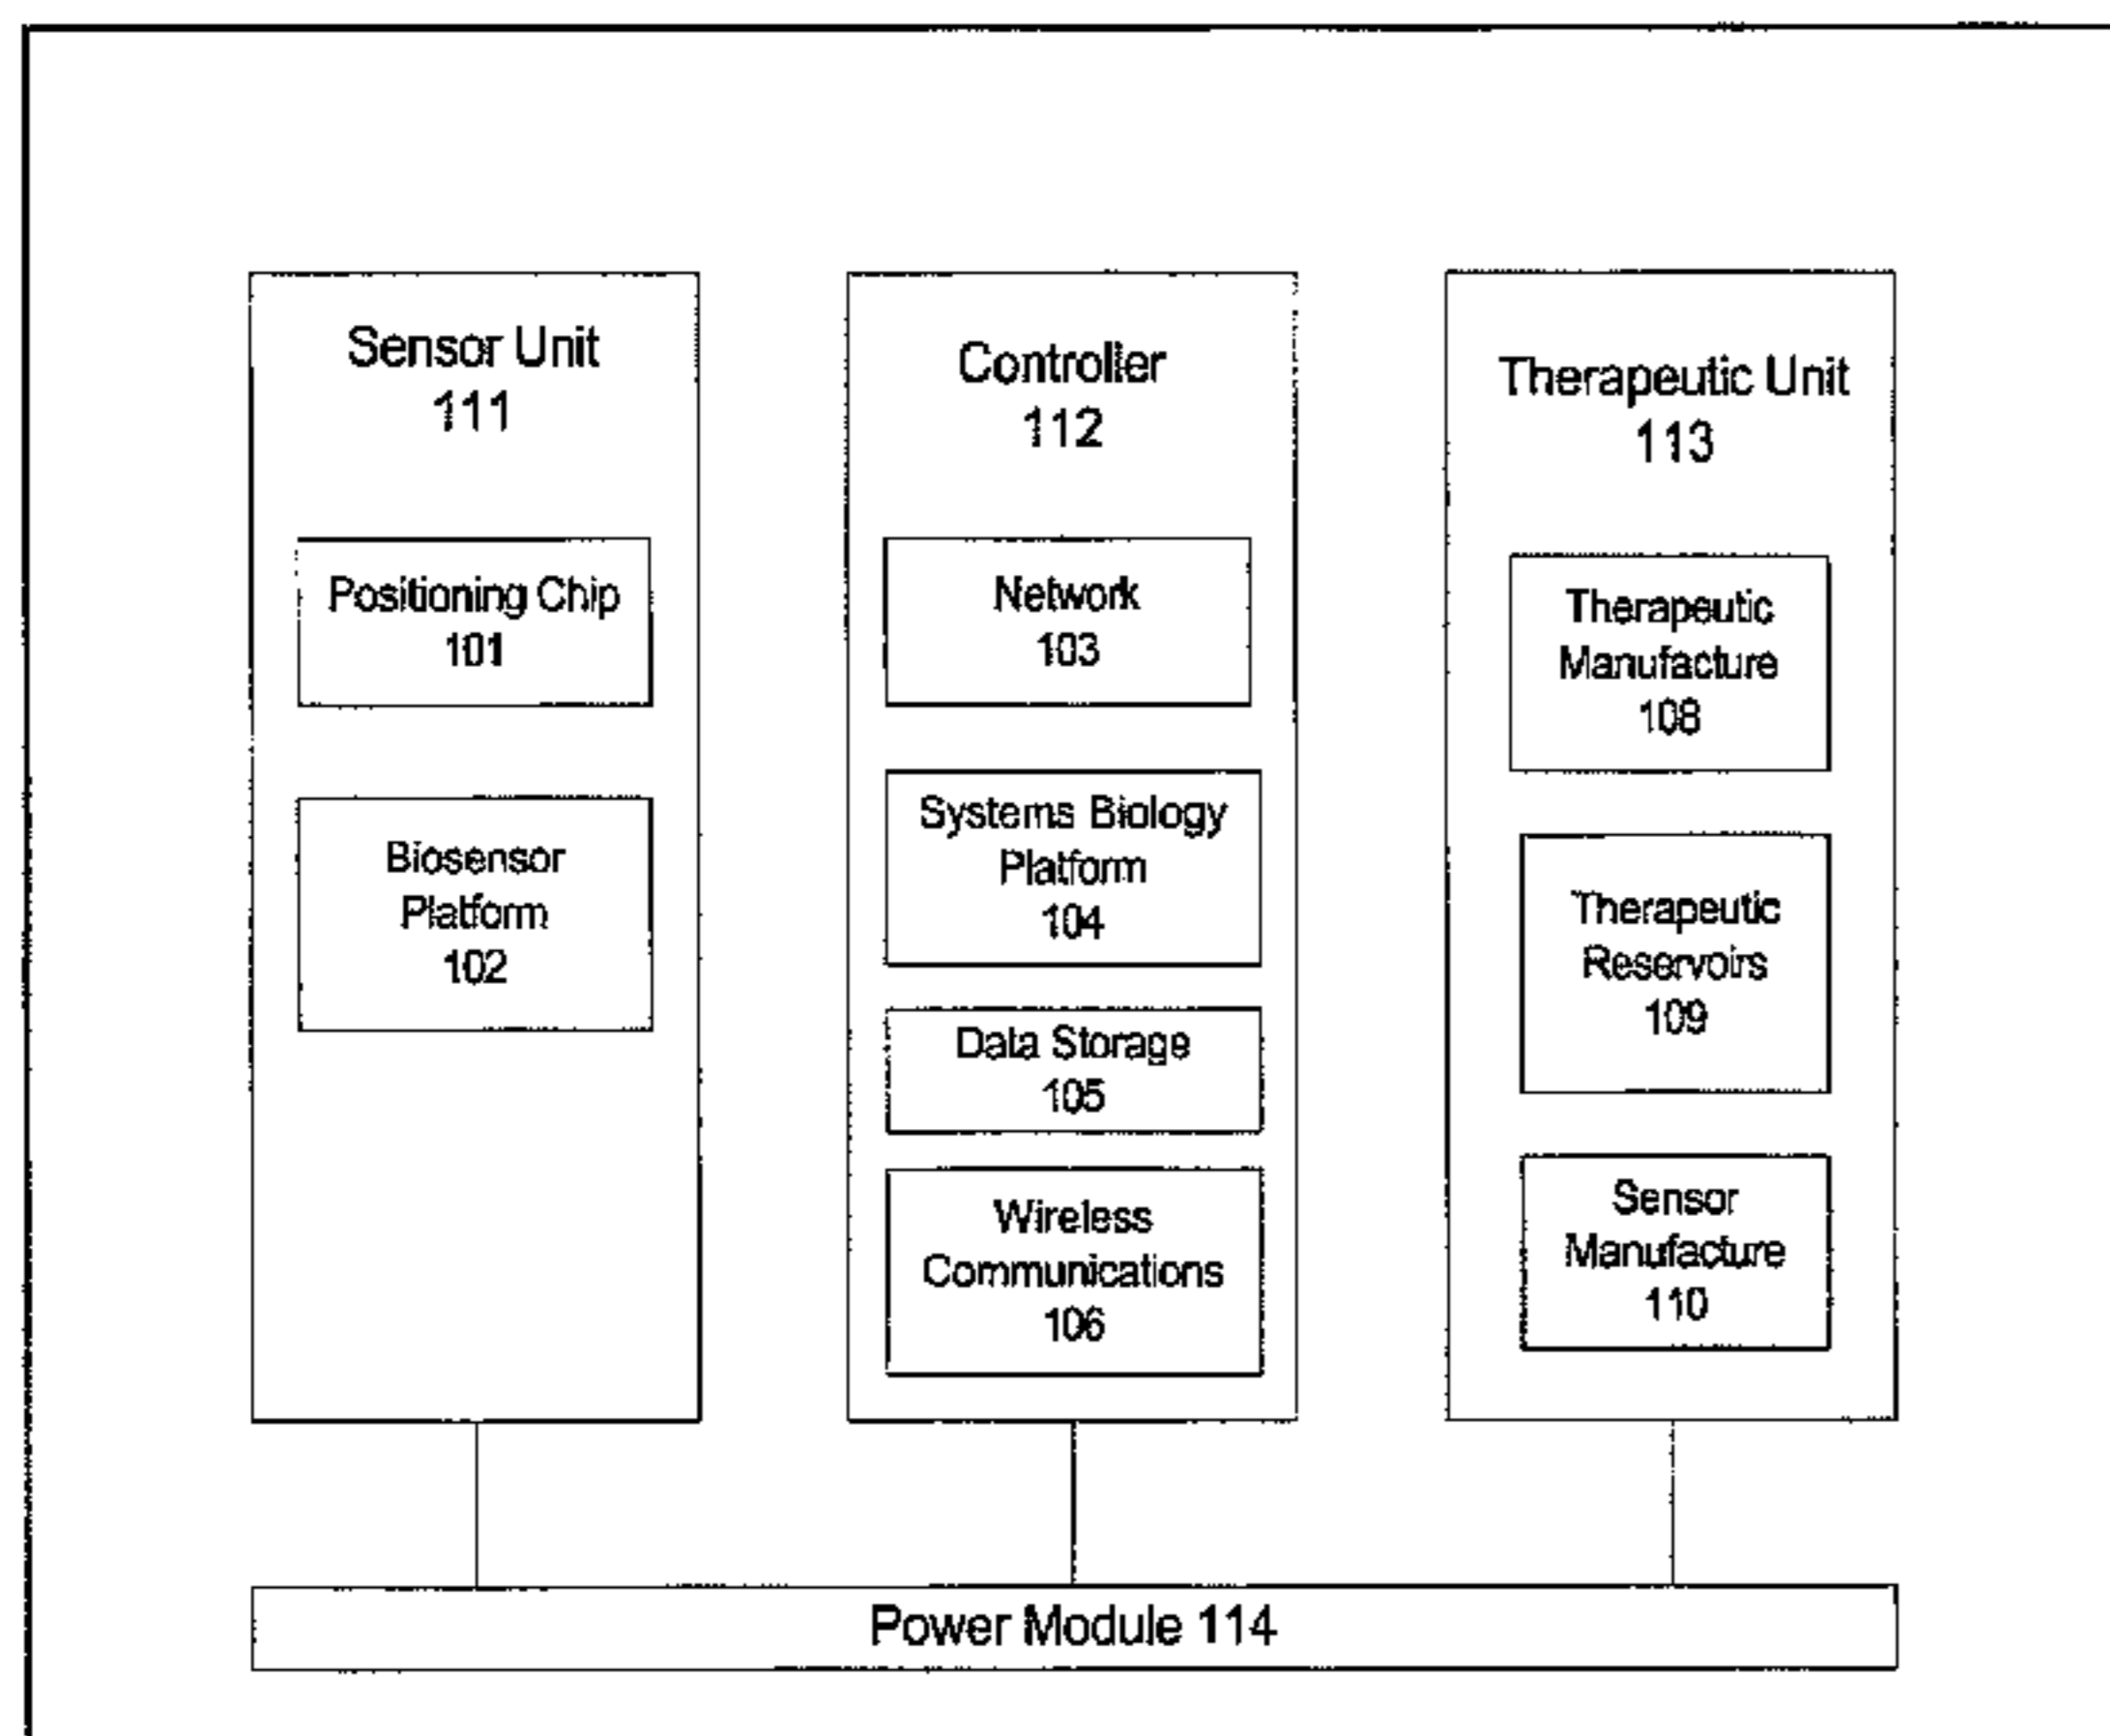 Sensor Unit
111
Positioning Chip
101
Biosensor
Platform
102
Controller
112
Network
103
Systems Biology
Platform
104
Data Storage
105
Wireless
Communications
106
Therapeutic Unit
113
Therapeutic
Manufacture
108
Therapeutic
Reservoirs
109
Sensor
Manufacture
110
Power Module 114